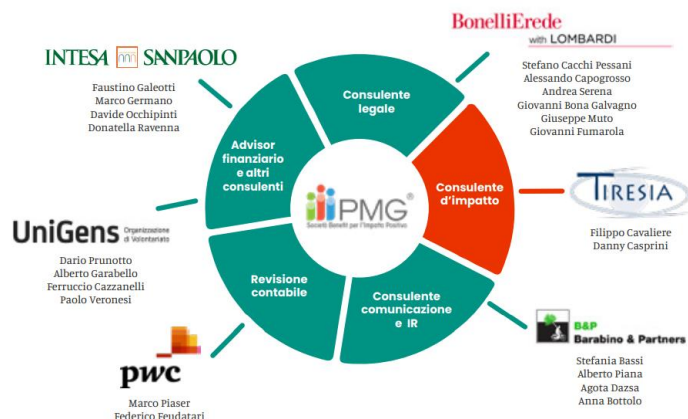 INTESA SANPAOLO
Faustino Galeotti
Marco Germano
Davide Occhipinti
Donatella Ravenna
BonelliErede
with LOMBARDI
Stefano Cacchi Pessani
Alessando Capogrosso
Andrea Serena
Giovanni Bona Galvagno
Giuseppe Muto
Giovanni Fumarola
Consulente
legale
Advisor
finanziario
e altri
consulenti
Consulente
d'impatto
PMG®
Società Benefit per l'Impatto Positivo
TIRESIA
Filippo Cavaliere
Danny Casprini
UniGens Organizzazione
di Volontariato
Dario Prunotto
Alberto Garabello
Ferruccio Cazzanelli
Paolo Veronesi
Revisione
contabile
Consulente
comunicazione
e IR
B&P
Barabino & Partners
Stefania Bassi
Alberto Piana
Agota Dazsa
Anna Bottolo
pwc
Marco Piaser
Federico Feudatari